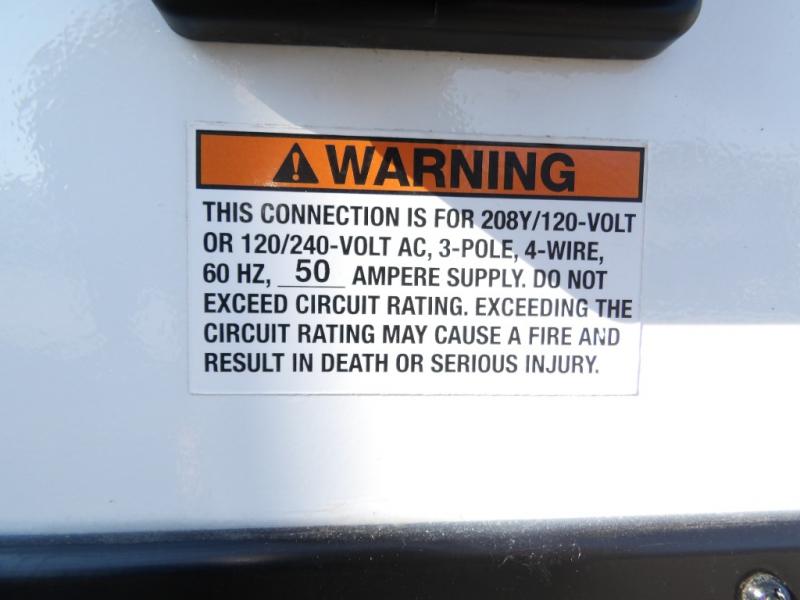 WARNING
THIS CONNECTION IS FOR 208Y/120-VOLT
OR 120/240-VOLT AC, 3-POLE, 4-WIRE,
60 HZ, 50 AMPERE SUPPLY. DO NOT
EXCEED CIRCUIT RATING. EXCEEDING THE
CIRCUIT RATING MAY CAUSE A FIRE AND
RESULT IN DEATH OR SERIOUS INJURY.